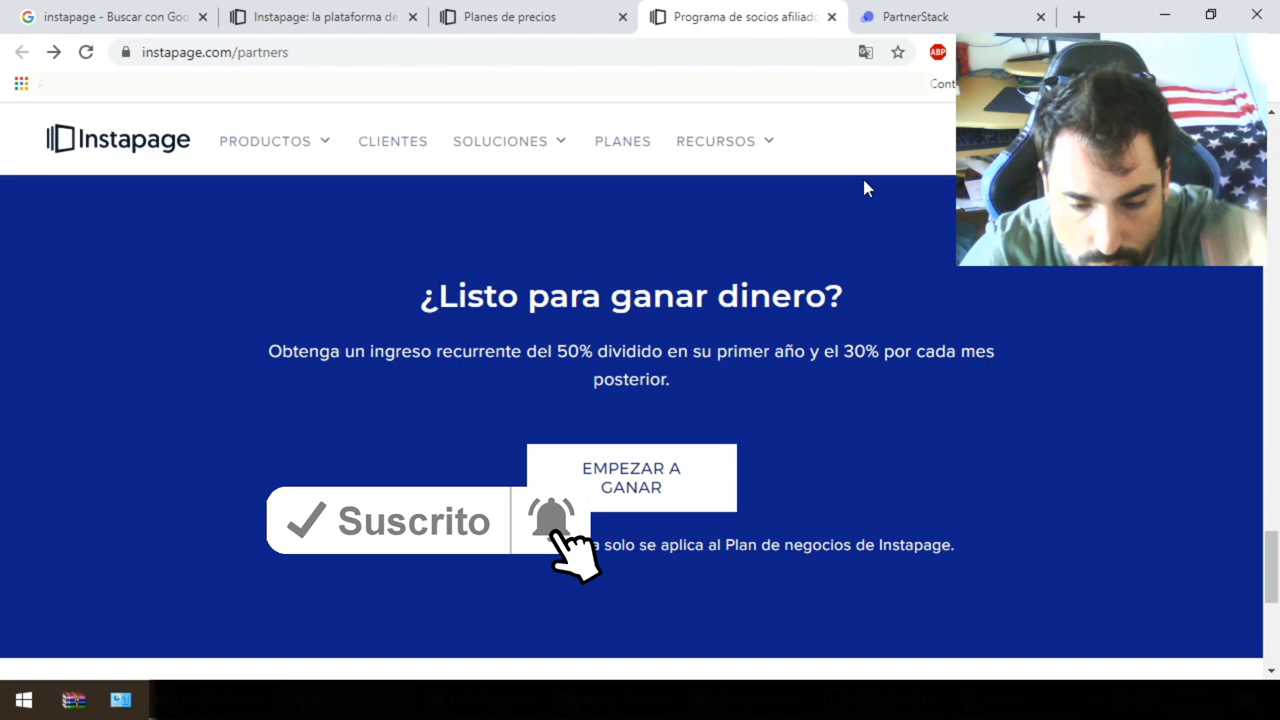 instapage - Buscar con Goo
Instapage: la plataforma de
Planes de precios
Programa de socios afiliado
PartnerStack
instapage.com/partners
ABP
Cont
Instapage
PRODUCTOS
CLIENTES
SOLUCIONES
PLANES
RECURSOS
¿Listo para ganar dinero?
Obtenga un ingreso recurrente del 50% dividido en su primer año y el 30% por cada mes
posterior.
EMPEZAR A
GANAR
Suscrito
solo se aplica al Plan de negocios de Instapage.